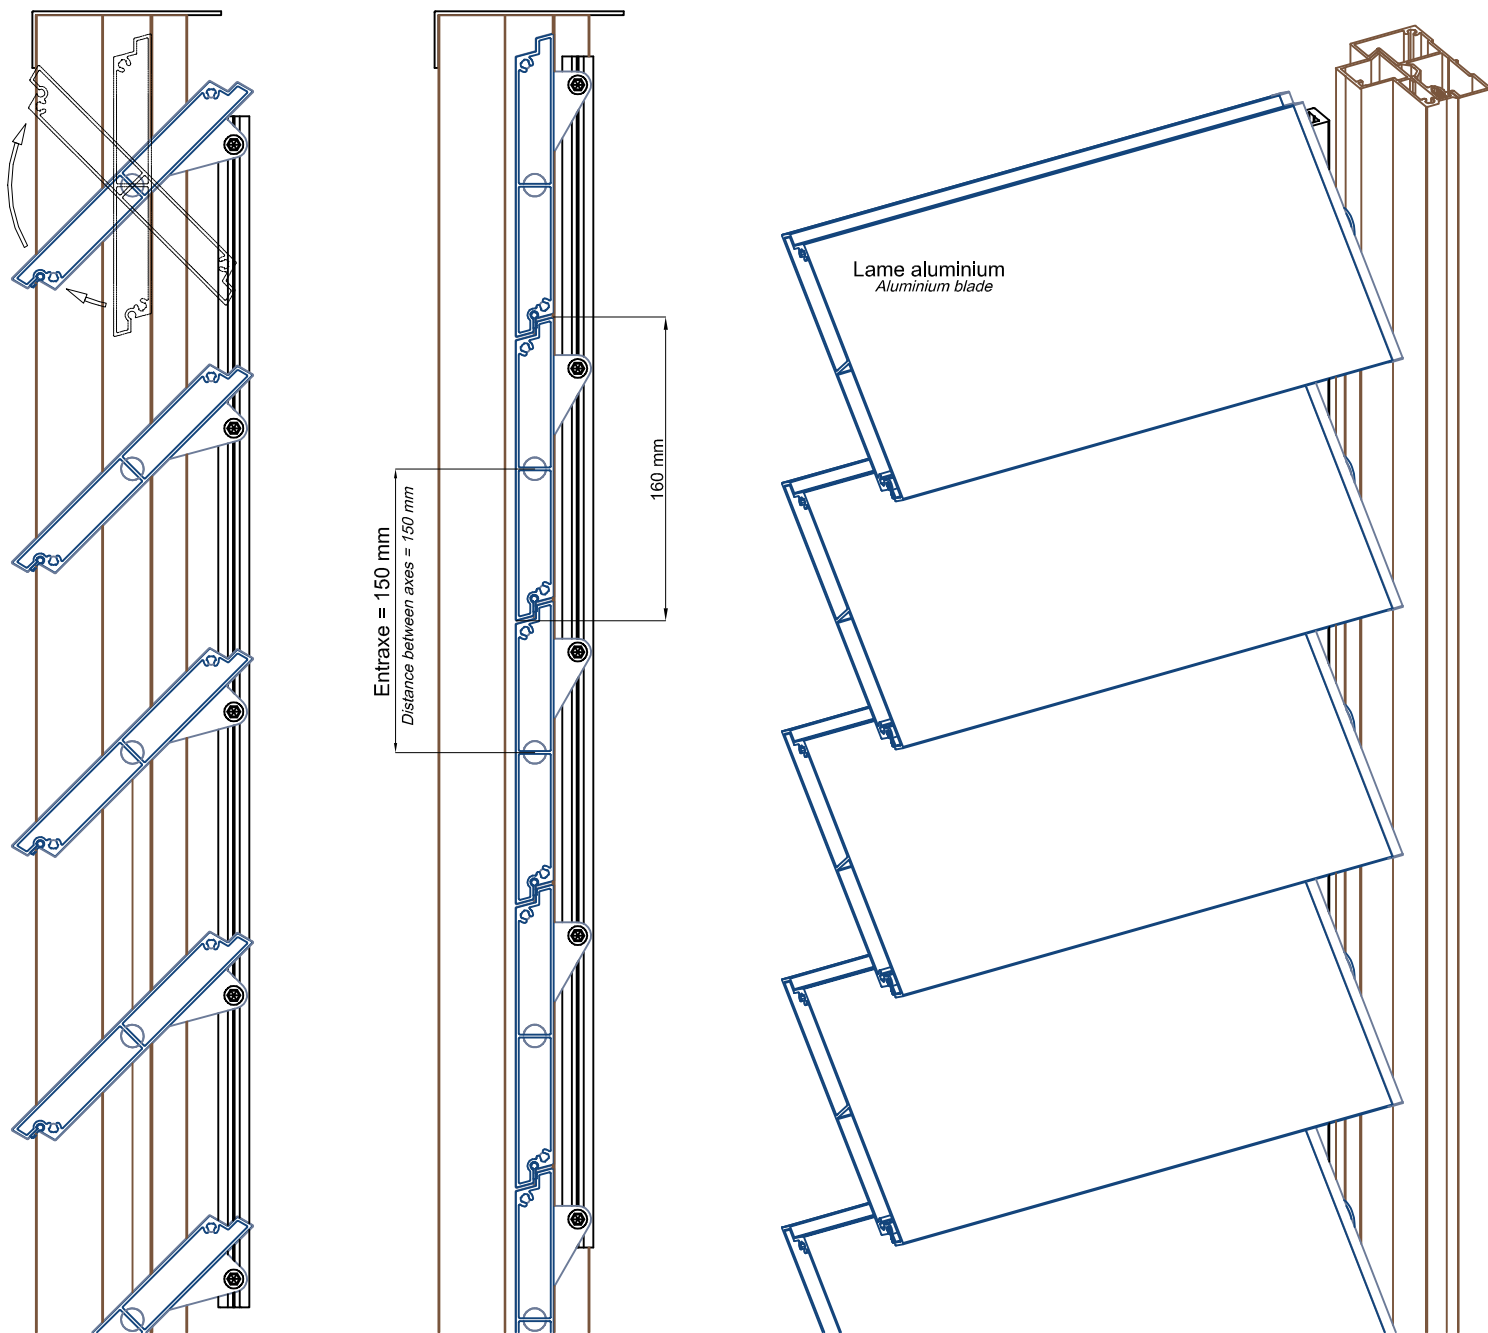 Lame aluminium
Aluminium blade
Entraxe = 150 mm
Distance between axes = 150 mm
160 mm